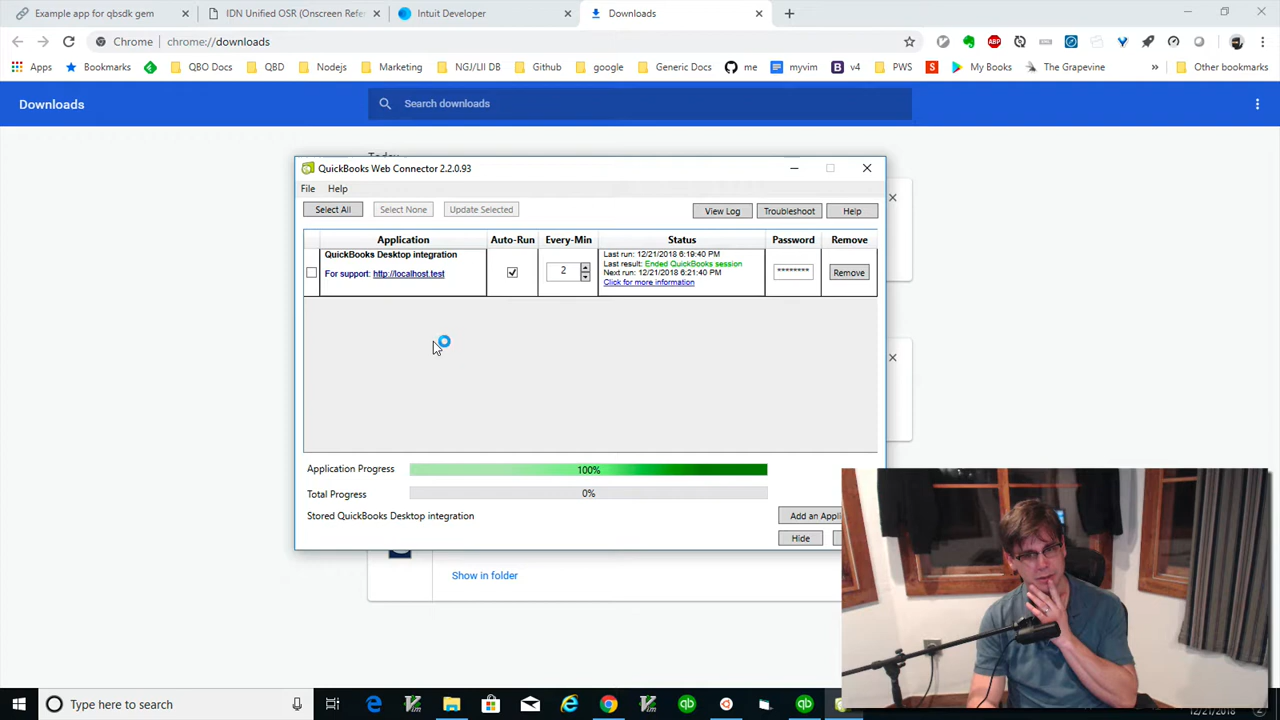 Example app for qbsdk gem
IDN Unified OSR (Onscreen Refer
Intuit Developer
Downloads
Chrome
chrome://downloads
ABP
Apps
Bookmarks
QBO Docs
QBD
Nodejs
Marketing
NGJ/LII DB
Github
google
Generic Docs
me
myvim
v4
PWS
S
My Books
The Grapevine
»
Other bookmarks
Downloads
Search downloads
Today
QuickBooks Web Connector 2.2.0.93
File
Help
Select All
Select None
Update Selected
View Log
Troubleshoot
Help
Application
Auto-Run
Every-Min
Status
Password
Remove
QuickBooks Desktop integration
For support: http://localhost.test
2
Last run: 12/21/2018 6:19:40 PM
Last result: Ended QuickBooks session
Next run: 12/21/2018 6:21:40 PM
Click for more information
********
Remove
Application Progress
100%
Total Progress
0%
Stored QuickBooks Desktop integration
Add an Appli
Hide
Show in folder
Type here to search
12/21/2018